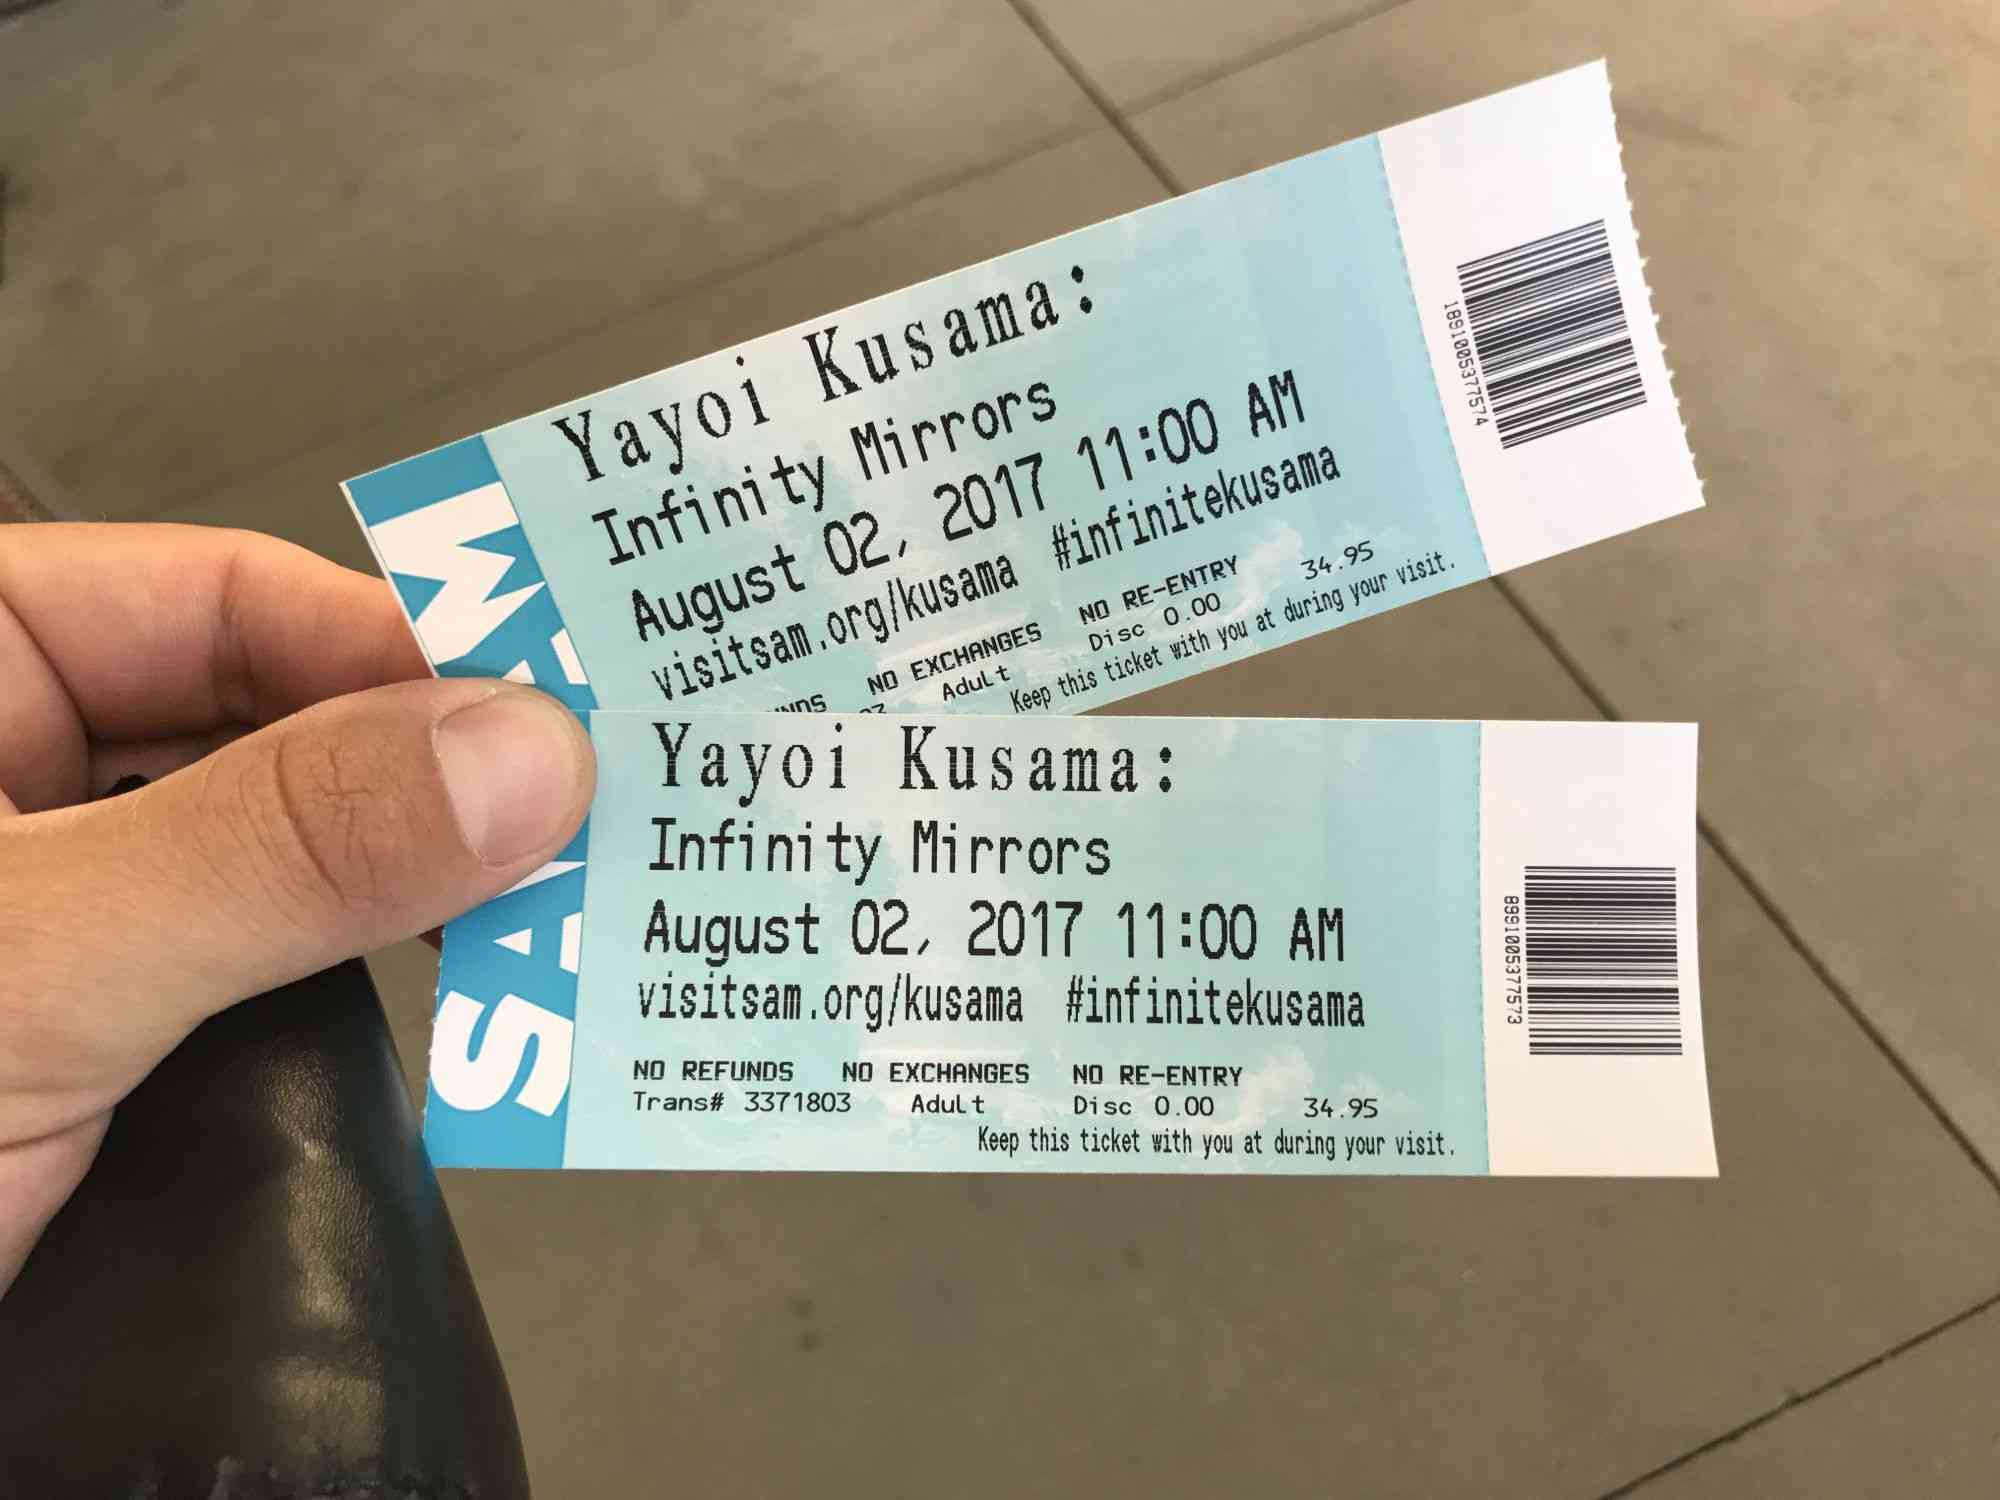 Yayoi Kusama:
Infinity Mirrors
August 02, 2017 11:00 AM
visitsam.org/kusama #infinitekusama
NO EXCHANGES NO RE-ENTRY
Adult Disc 0.00 34.95
Keep this ticket with you at during your visit.
1891005377574
SAM
Yayoi Kusama:
Infinity Mirrors
August 02, 2017 11:00 AM
visitsam.org/kusama #infinitekusama
NO REFUNDS NO EXCHANGES NO RE-ENTRY
Trans# 3371803 Adult Disc 0.00 34.95
Keep this ticket with you at during your visit.
8991005377573